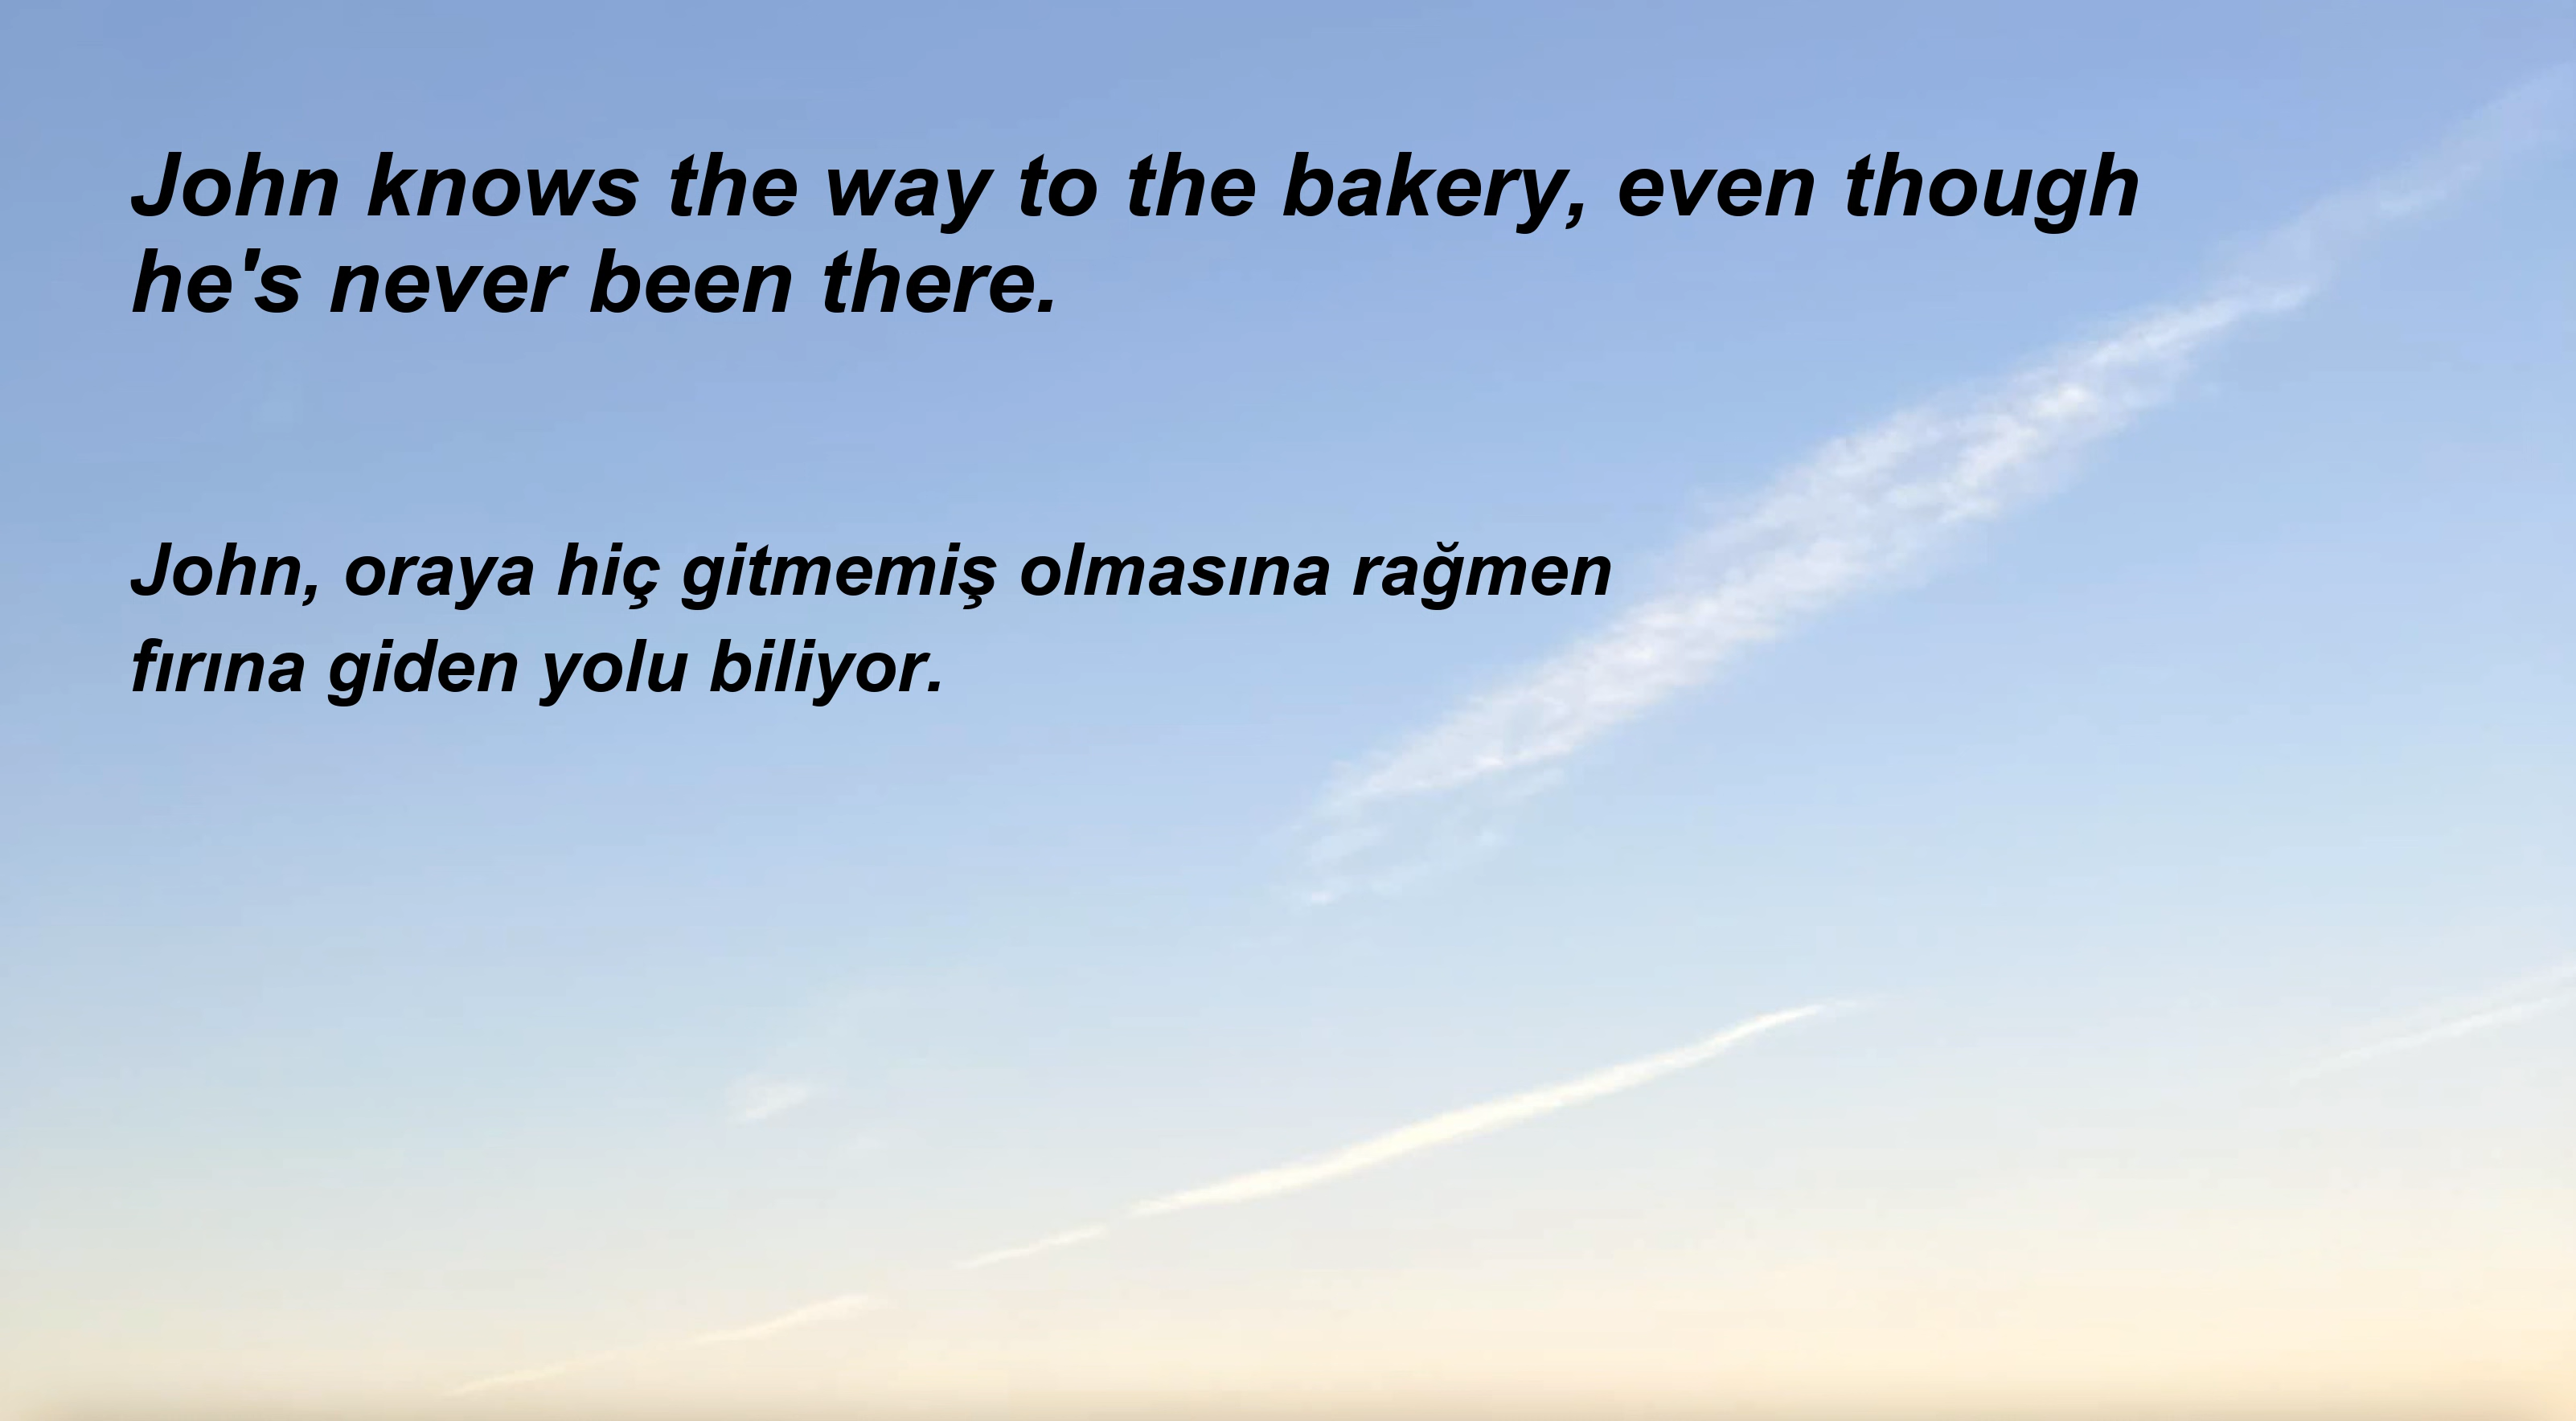 John knows the way to the bakery, even though
he's never been there.
John, oraya hiç gitmemiş olmasına rağmen
fırına giden yolu biliyor.